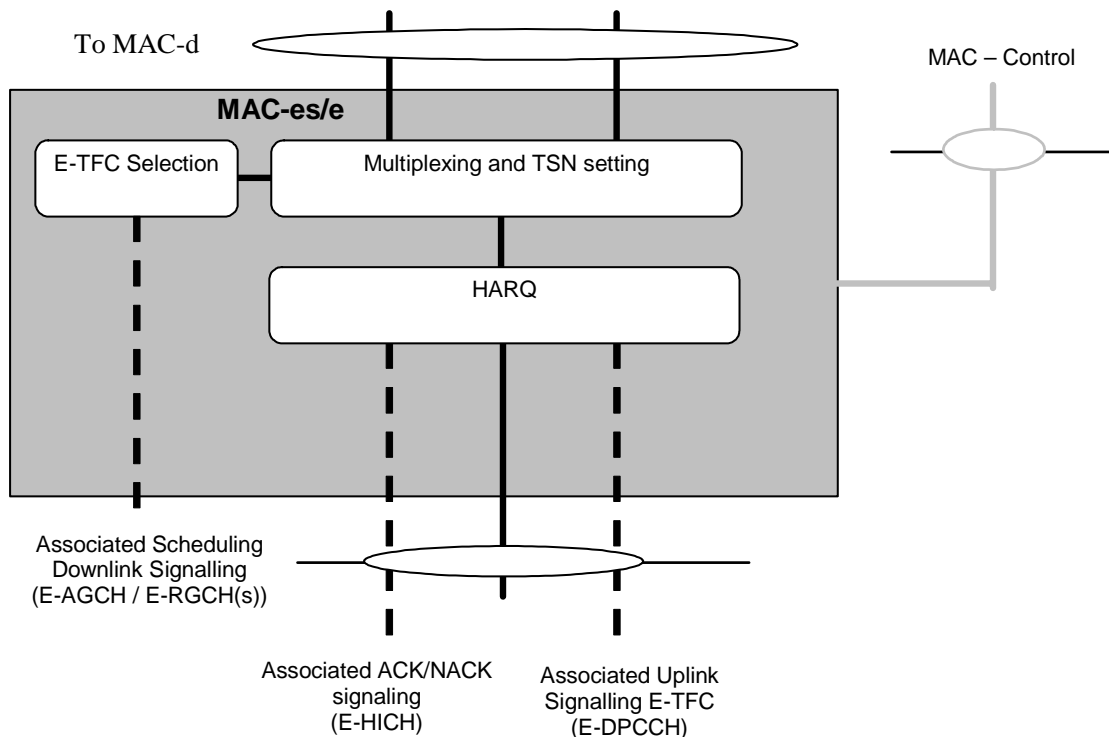 To MAC-d
MAC – Control
MAC-es/e
E-TFC Selection
Multiplexing and TSN setting
HARQ
Associated Scheduling
Downlink Signalling
(E-AGCH / E-RGCH(s))
Associated ACK/NACK
signaling
(E-HICH)
Associated Uplink
Signalling E-TFC
(E-DPCCH)